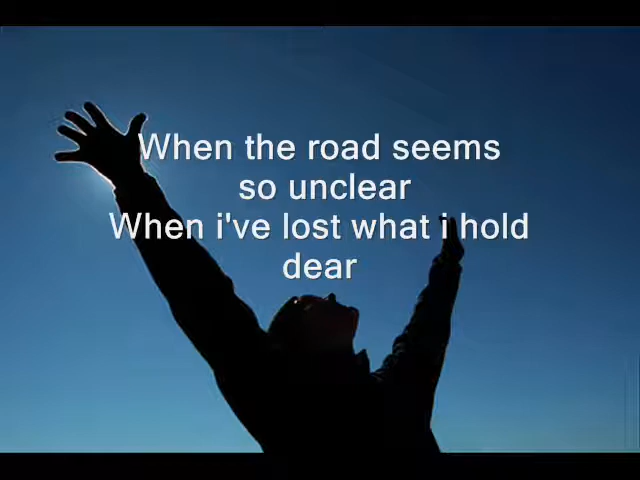 When the road seems
so unclear
When i've lost what i hold
dear